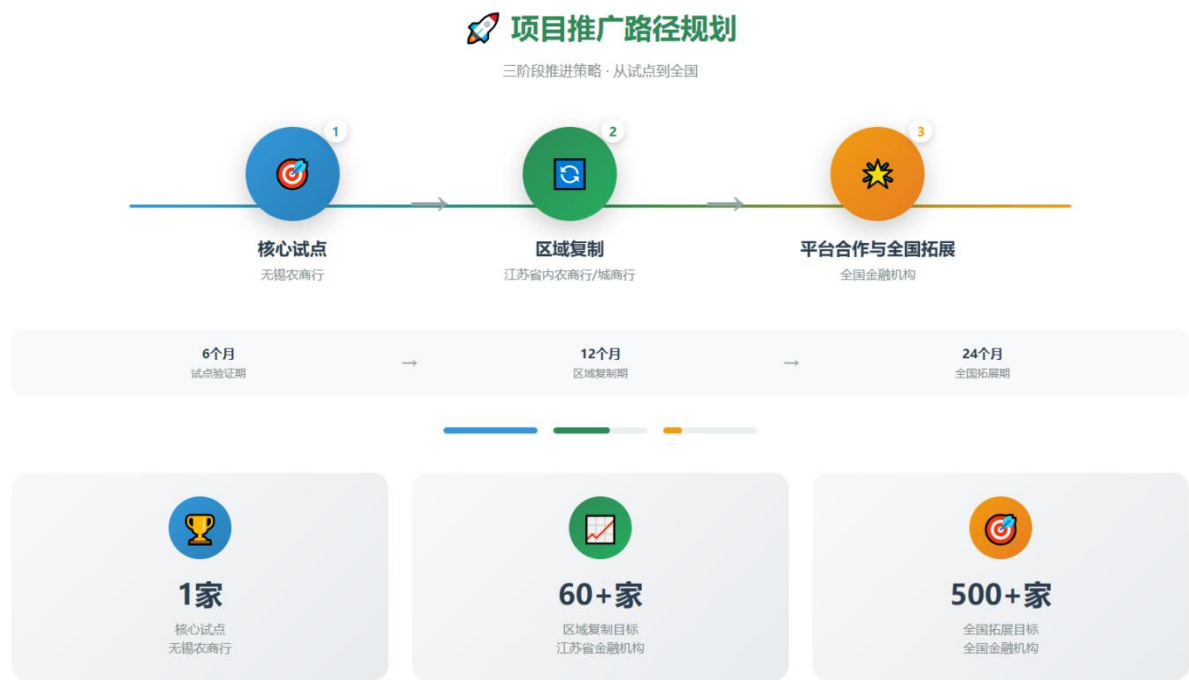 项目推广路径规划
三阶段推进策略 · 从试点到全国
1
2
3
核心试点
无锡农商行
区域复制
江苏省内农商行/城商行
平台合作与全国拓展
全国金融机构
6个月
试点验证期
→
12个月
区域复制期
→
24个月
全国拓展期
1家
核心试点
无锡农商行
60+家
区域复制目标
江苏省金融机构
500+家
全国拓展目标
全国金融机构